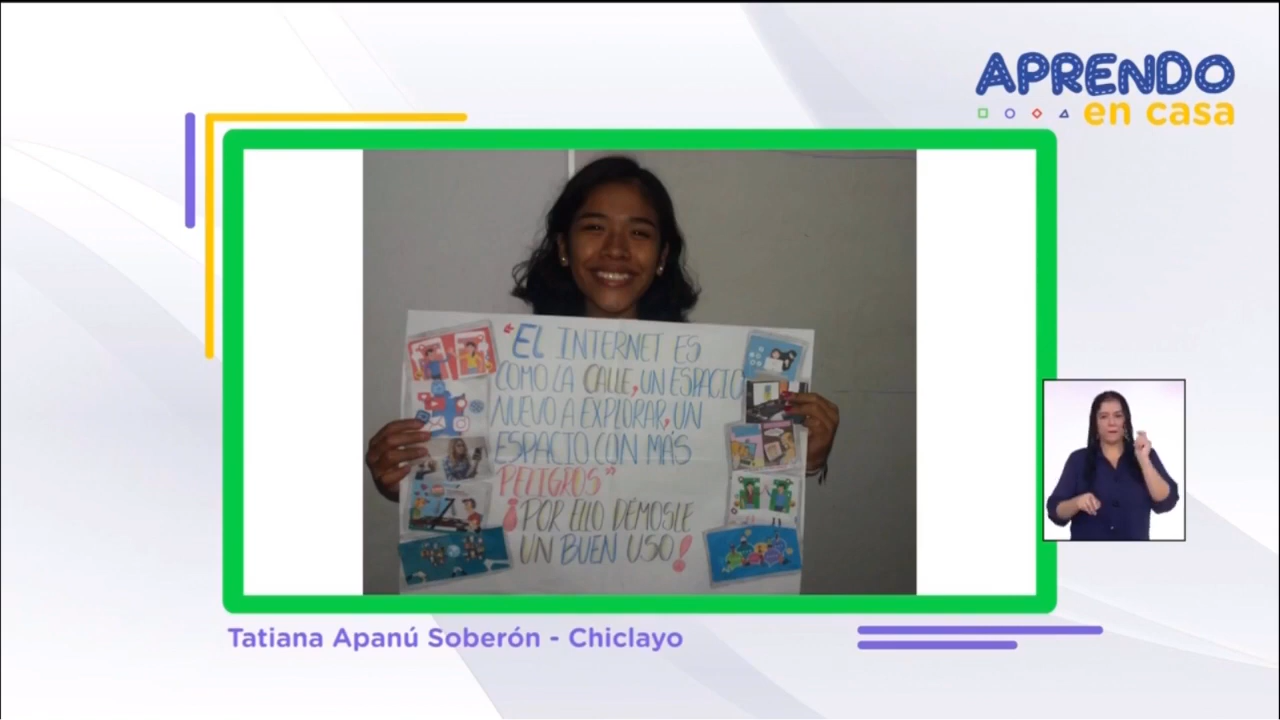 APRENDO
en casa
"EL INTERNET ES
COMO LA CALLE, UN ESPACIO
NUEVO A EXPLORAR, UN
ESPACIO CON MÁS
PELIGROS"
¡POR ELLO DÉMOSLE
UN BUEN USO!
Tatiana Apanú Soberón - Chiclayo